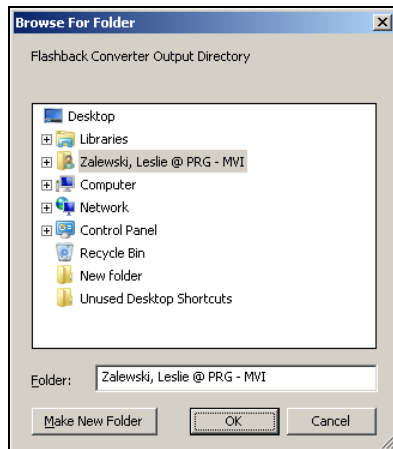 Browse For Folder
Flashback Converter Output Directory
Desktop
Libraries
Zalewski, Leslie @ PRG - MVI
Computer
Network
Control Panel
Recycle Bin
New folder
Unused Desktop Shortcuts
Folder: Zalewski, Leslie @ PRG - MVI
Make New Folder OK Cancel